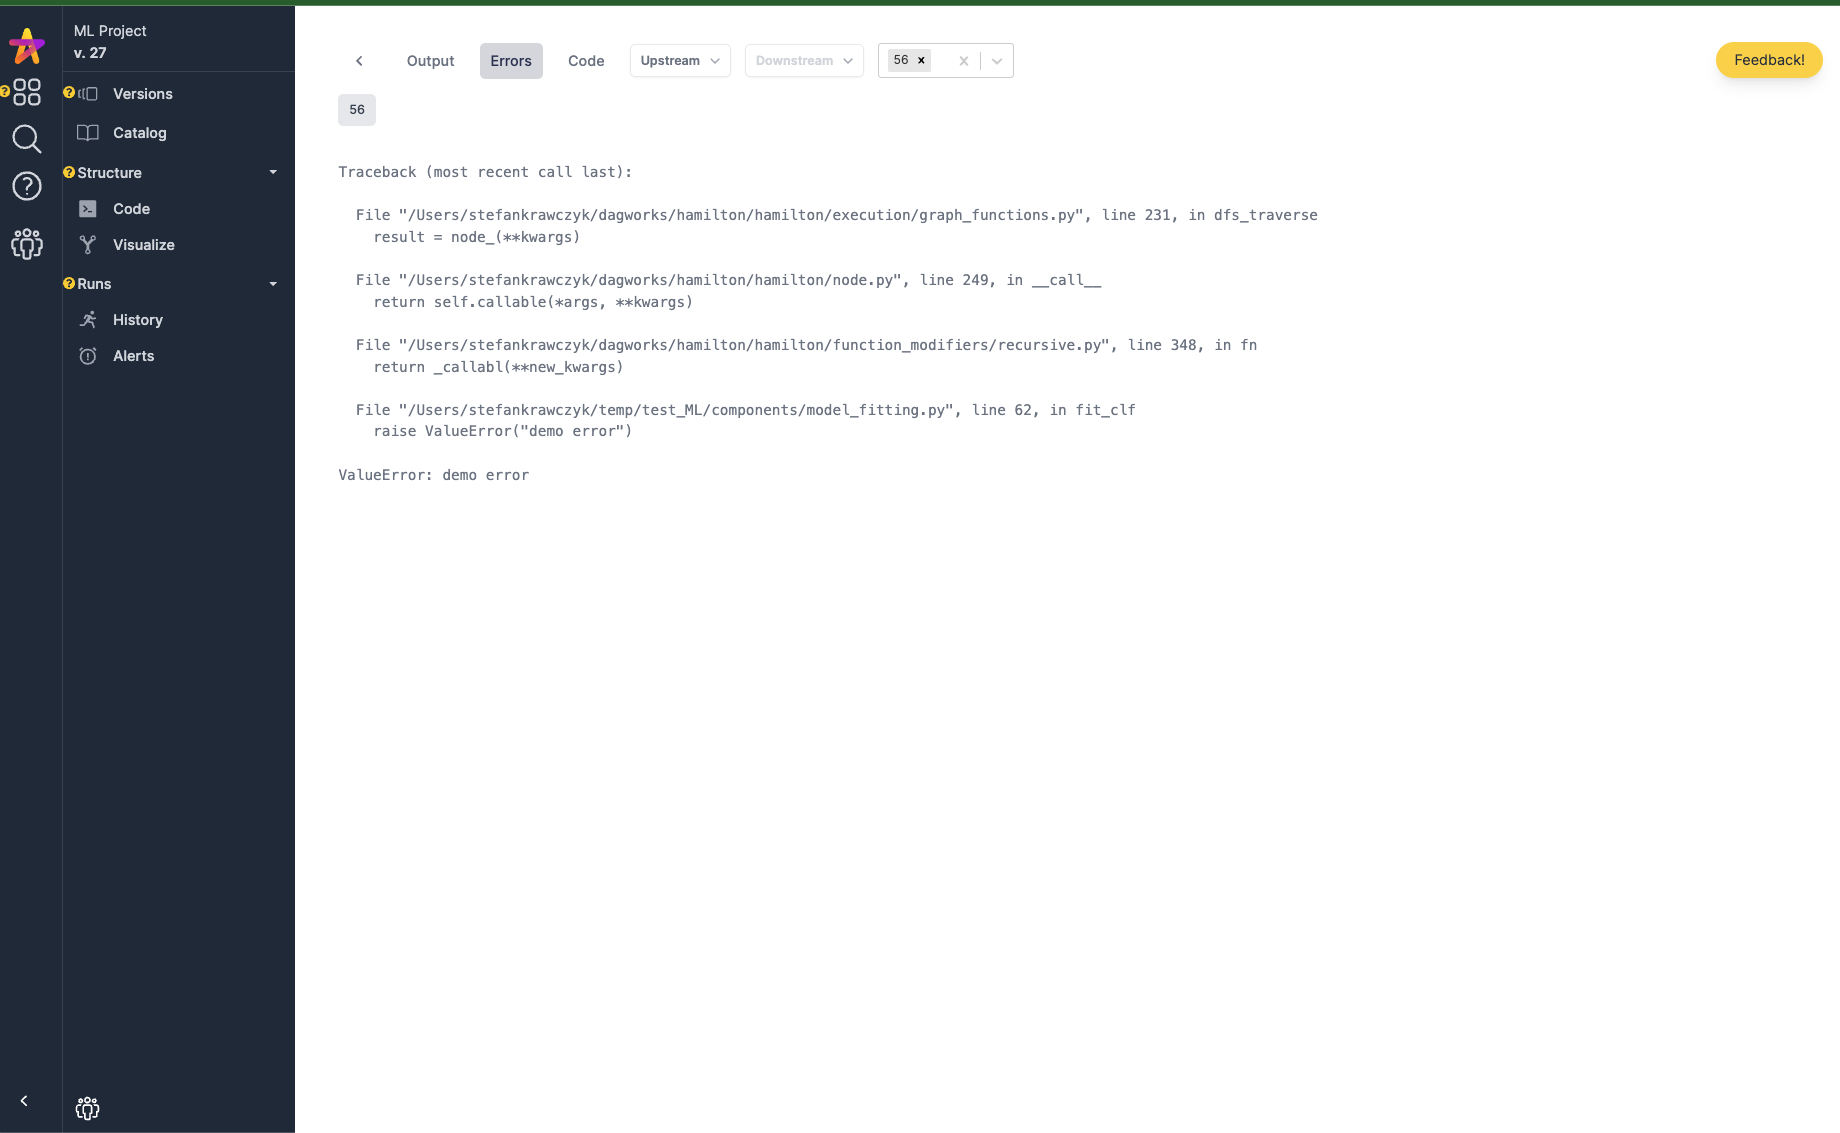 ML Project
v. 27
Versions
Catalog
Structure
Code
Visualize
Runs
History
Alerts
Output Errors Code Upstream Downstream 56
Feedback!
56
Traceback (most recent call last):
File "/Users/stefankrawczyk/dagworks/hamilton/hamilton/execution/graph_functions.py", line 231, in dfs_traverse
result = node_(**kwargs)
File "/Users/stefankrawczyk/dagworks/hamilton/hamilton/node.py", line 249, in __call__
return self.callable(*args, **kwargs)
File "/Users/stefankrawczyk/dagworks/hamilton/hamilton/function_modifiers/recursive.py", line 348, in fn
return _callabl(**new_kwargs)
File "/Users/stefankrawczyk/temp/test_ML/components/model_fitting.py", line 62, in fit_clf
raise ValueError("demo error")
ValueError: demo error